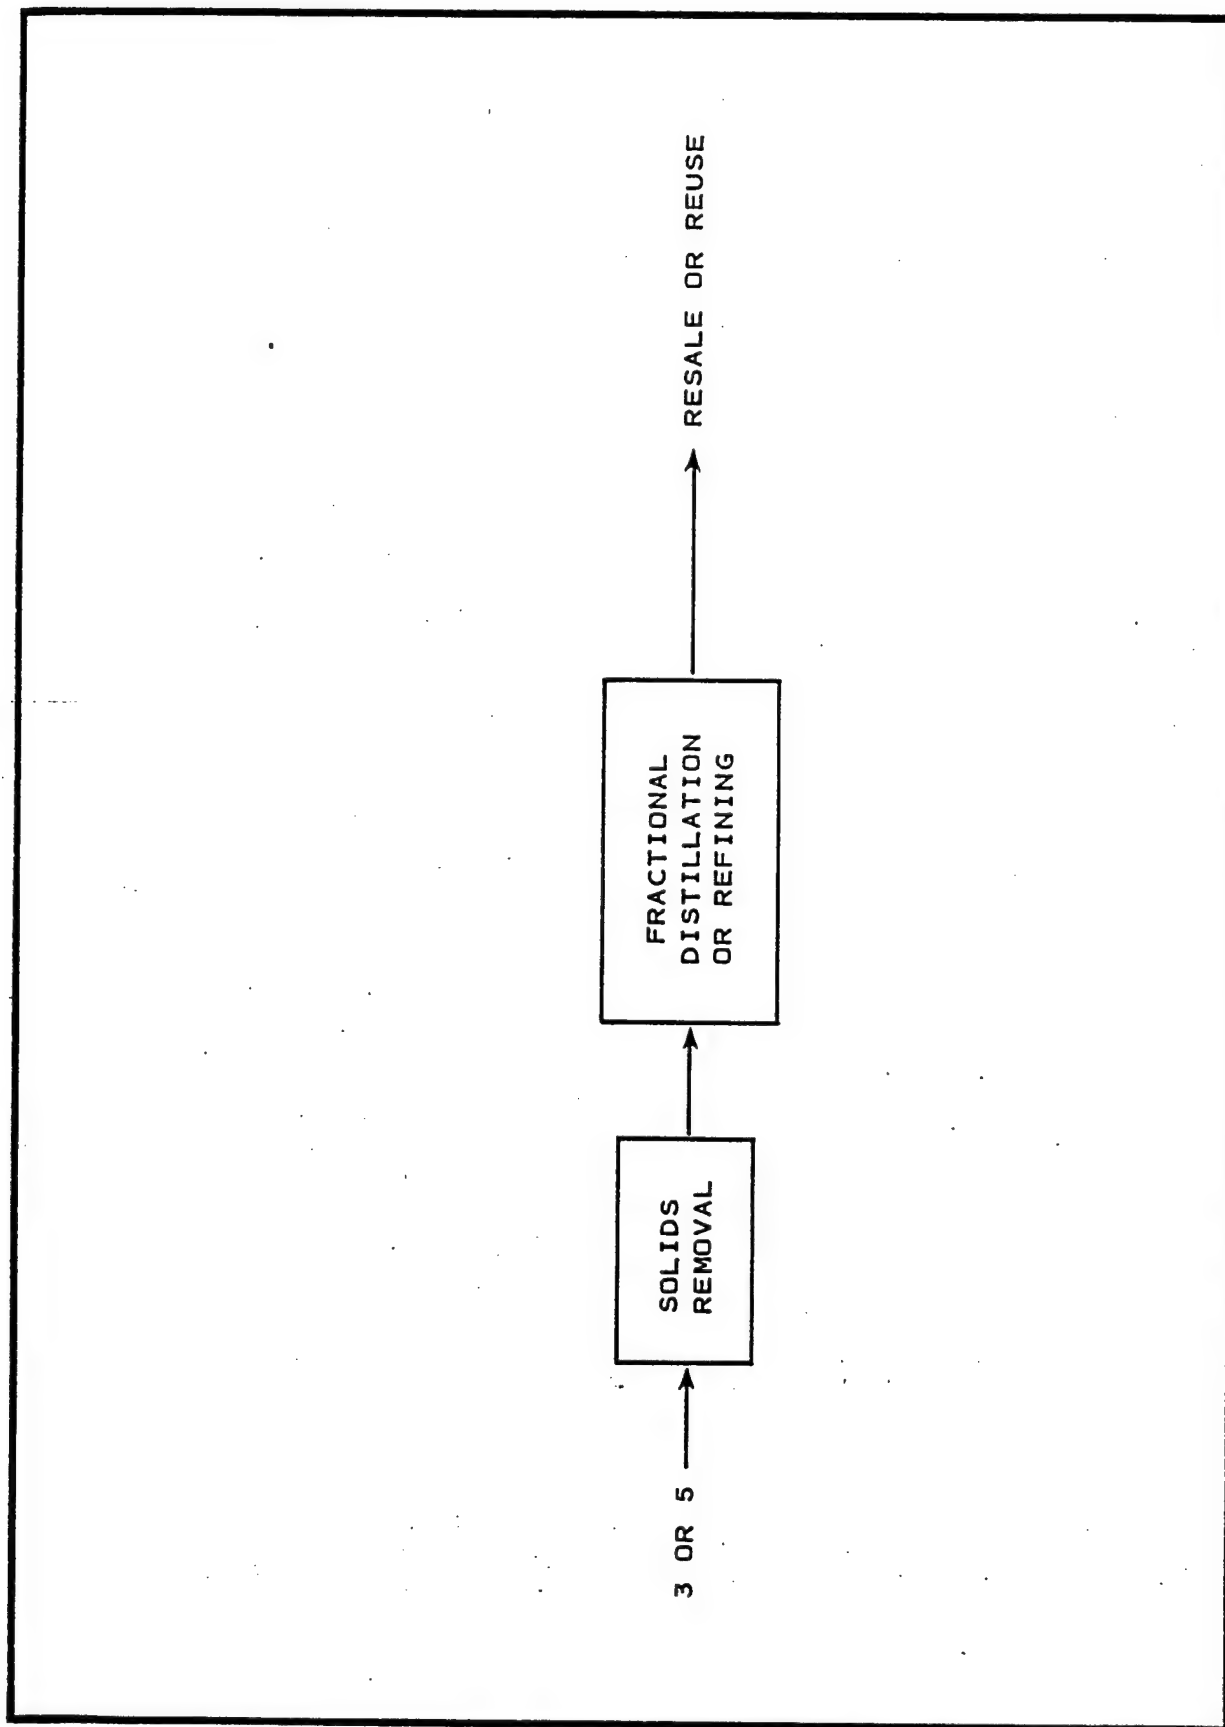 3 OR 5
SOLIDS
REMOVAL
FRACTIONAL
DISTILLATION
OR REFINING
RESALE OR REUSE